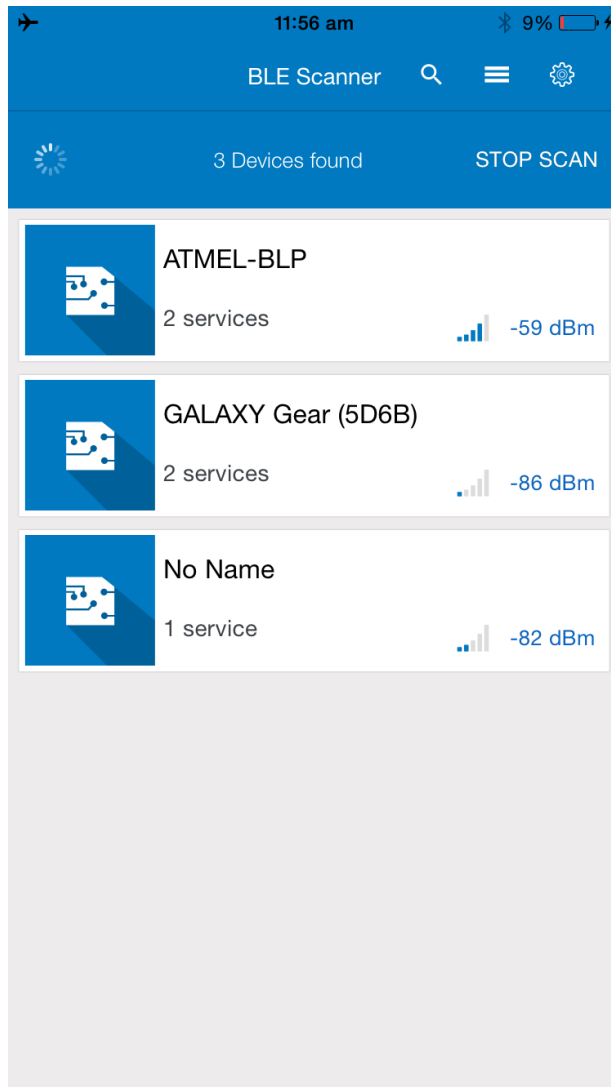 11:56 am 9%
BLE Scanner
3 Devices found STOP SCAN
ATMEL-BLP
2 services
-59 dBm
GALAXY Gear (5D6B)
2 services
-86 dBm
No Name
1 service
-82 dBm